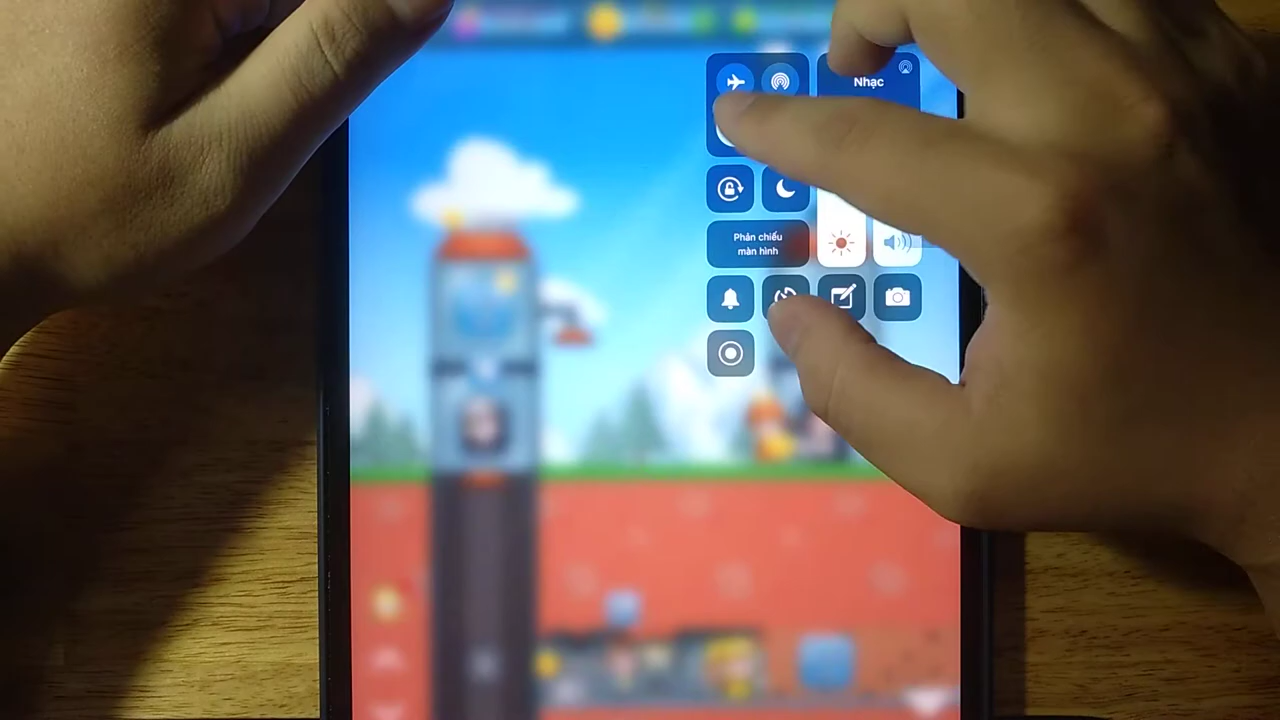 Nhạc
Phản chiếu
màn hình